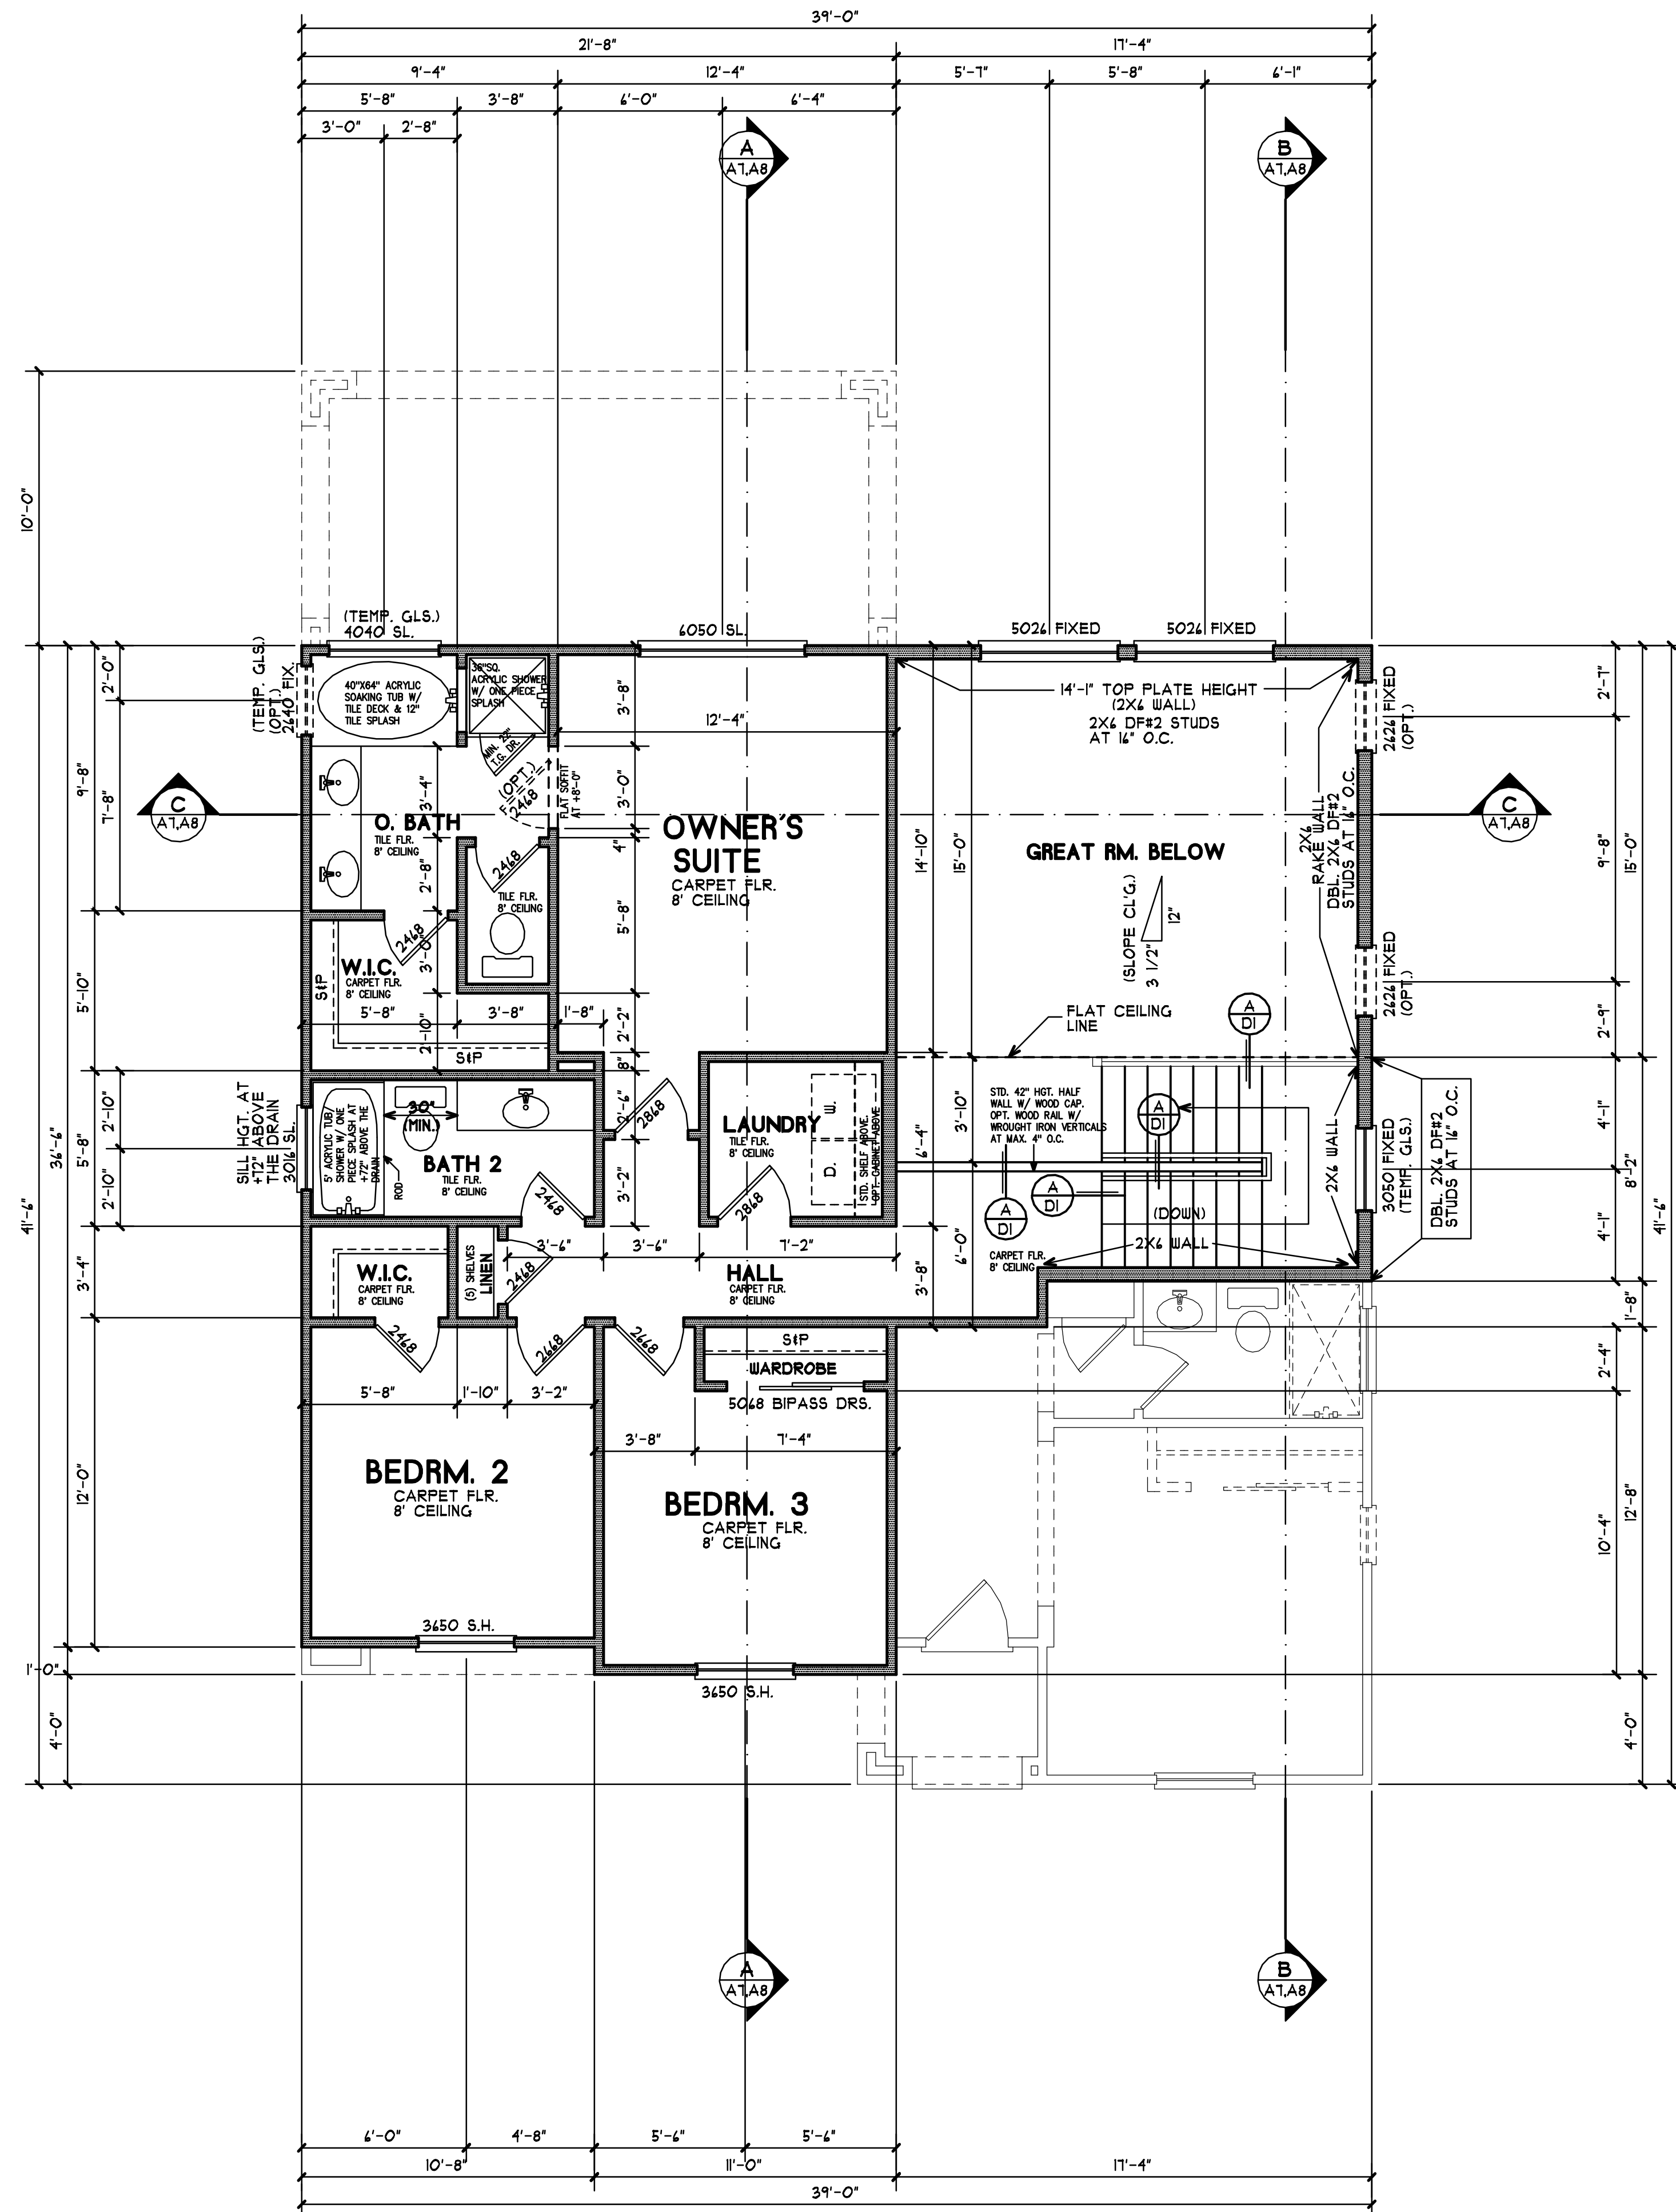 39'-0"
21'-8"
17'-4"
9'-4"
12'-4"
5'-7"
5'-8"
6'-1"
5'-8"
3'-8"
6'-0"
6'-4"
3'-0"
2'-8"
A
A7,A8
B
A7,A8
10'-0"
(TEMP. GLS.)
4040 SL.
6050 SL.
5026 FIXED
5026 FIXED
(TEMP. GLS.)
(OPT.)
2640 FIX.
2'-0"
9'-8"
7'-8"
40"X64" ACRYLIC
SOAKING TUB W/
TILE DECK & 12"
TILE SPLASH
36"SQ.
ACRYLIC SHOWER
W/ ONE PIECE
SPLASH
MIN. 22"
T.G. DR.
(OPT.)
2468
FLAT SOFFIT
AT +8'-0"
3'-8"
3'-0"
4"
5'-8"
2'-2"
8"
12'-4"
14'-1" TOP PLATE HEIGHT
(2X6 WALL)
2X6 DF#2 STUDS
AT 16" O.C.
2626 FIXED
(OPT.)
2'-7"
C
A7,A8
C
A7,A8
3'-4"
2'-8"
3'-0"
2'-10"
O. BATH
TILE FLR.
8' CEILING
OWNER'S
SUITE
CARPET FLR.
8' CEILING
14'-10"
15'-0"
GREAT RM. BELOW
2X6
RAKE WALL
DBL. 2X6 DF#2
STUDS AT 16" O.C.
9'-8"
15'-0"
2468
TILE FLR.
8' CEILING
(SLOPE CL'G.)
3 1/2"
12"
2468
W.I.C.
CARPET FLR.
8' CEILING
S&P
S&P
5'-8"
3'-8"
1'-8"
5'-10"
2626 FIXED
(OPT.)
2'-9"
FLAT CEILING
LINE
A
D1
SILL HGT. AT
+72" ABOVE
THE DRAIN
3016 SL.
36'-6"
41'-6"
2'-10"
5'-8"
2'-10"
5' ACRYLIC TUB/
SHOWER W/ ONE
PIECE SPLASH AT
+72" ABOVE THE
DRAIN
ROD
30"
(MIN.)
BATH 2
TILE FLR.
8' CEILING
2468
2'-6"
3'-2"
2868
LAUNDRY
TILE FLR.
8' CEILING
2868
W.
D.
STD. SHELF ABOVE.
OPT. CABINET ABOVE
6'-4"
3'-10"
STD. 42" HGT. HALF
WALL W/ WOOD CAP.
OPT. WOOD RAIL W/
WROUGHT IRON VERTICALS
AT MAX. 4" O.C.
A
D1
A
D1
A
D1
(DOWN)
2X6 WALL
2X6 WALL
3050 FIXED
(TEMP. GLS.)
DBL. 2X6 DF#2
STUDS AT 16" O.C.
4'-1"
8'-2"
4'-1"
41'-6"
3'-4"
W.I.C.
CARPET FLR.
8' CEILING
(5) SHELVES
LINEN
2468
3'-6"
3'-6"
7'-2"
HALL
CARPET FLR.
8' CEILING
3'-8"
6'-0"
CARPET FLR.
8' CEILING
1'-8"
2468
2668
2668
S&P
WARDROBE
5068 BIPASS DRS.
2'-4"
5'-8"
1'-10"
3'-2"
3'-8"
7'-4"
12'-0"
BEDRM. 2
CARPET FLR.
8' CEILING
BEDRM. 3
CARPET FLR.
8' CEILING
10'-4"
12'-8"
3650 S.H.
3650 S.H.
1'-0"
4'-0"
4'-0"
A
A7,A8
B
A7,A8
6'-0"
4'-8"
5'-6"
5'-6"
10'-8"
11'-0"
17'-4"
39'-0"